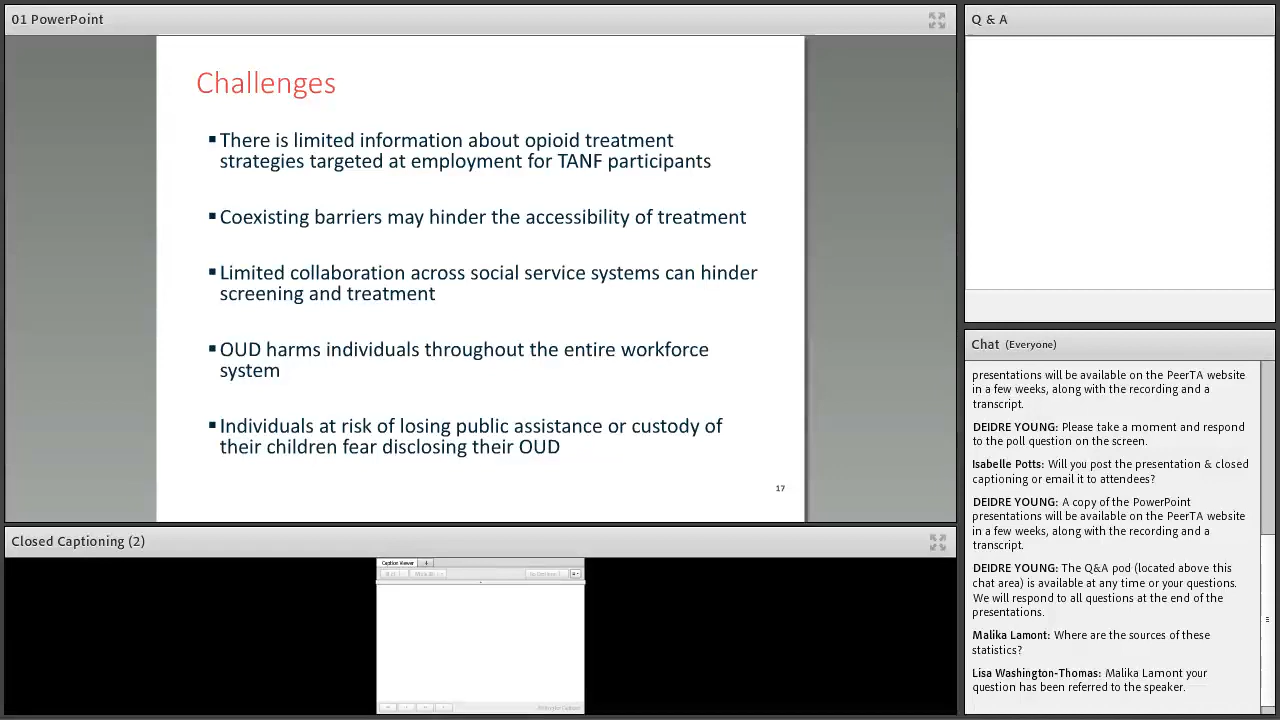 01 PowerPoint
Challenges
▪There is limited information about opioid treatment
strategies targeted at employment for TANF participants
▪Coexisting barriers may hinder the accessibility of treatment
▪Limited collaboration across social service systems can hinder
screening and treatment
▪OUD harms individuals throughout the entire workforce
system
▪Individuals at risk of losing public assistance or custody of
their children fear disclosing their OUD
17
Closed Captioning (2)
Caption Viewer
Q & A
Chat (Everyone)
presentations will be available on the PeerTA website
in a few weeks, along with the recording and a
transcript.
DEIDRE YOUNG: Please take a moment and respond
to the poll question on the screen.
Isabelle Potts: Will you post the presentation & closed
captioning or email it to attendees?
DEIDRE YOUNG: A copy of the PowerPoint
presentations will be available on the PeerTA website
in a few weeks, along with the recording and a
transcript.
DEIDRE YOUNG: The Q&A pod (located above this
chat area) is available at any time or your questions.
We will respond to all questions at the end of the
presentations.
Malika Lamont: Where are the sources of these
statistics?
Lisa Washington-Thomas: Malika Lamont your
question has been referred to the speaker.